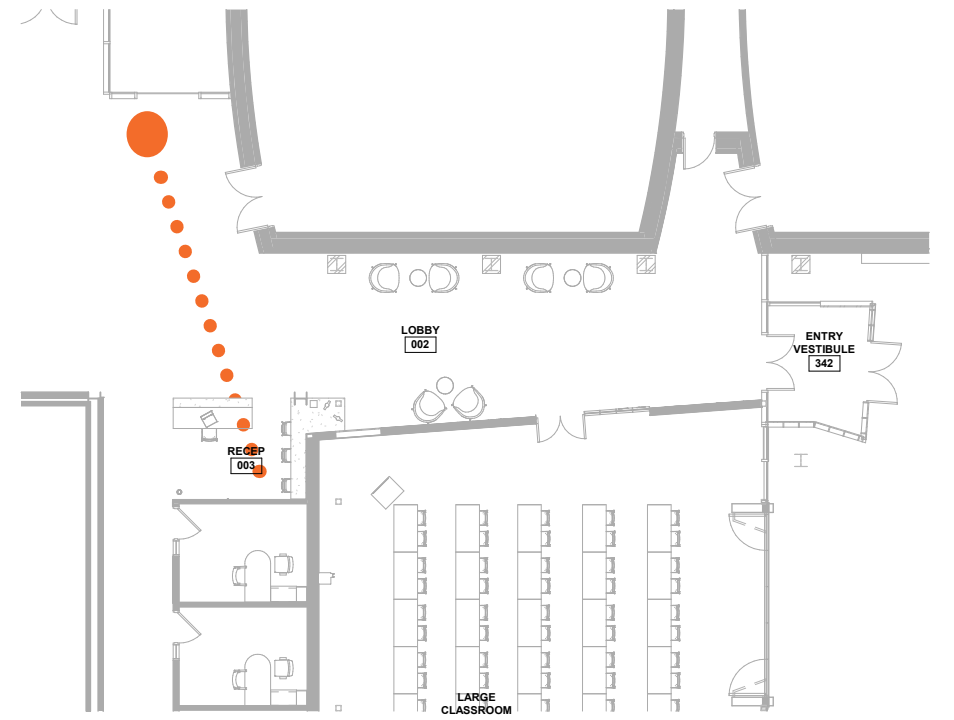 LOBBY
002
ENTRY
VESTIBULE
342
RECEP
003
LARGE
CLASSROOM